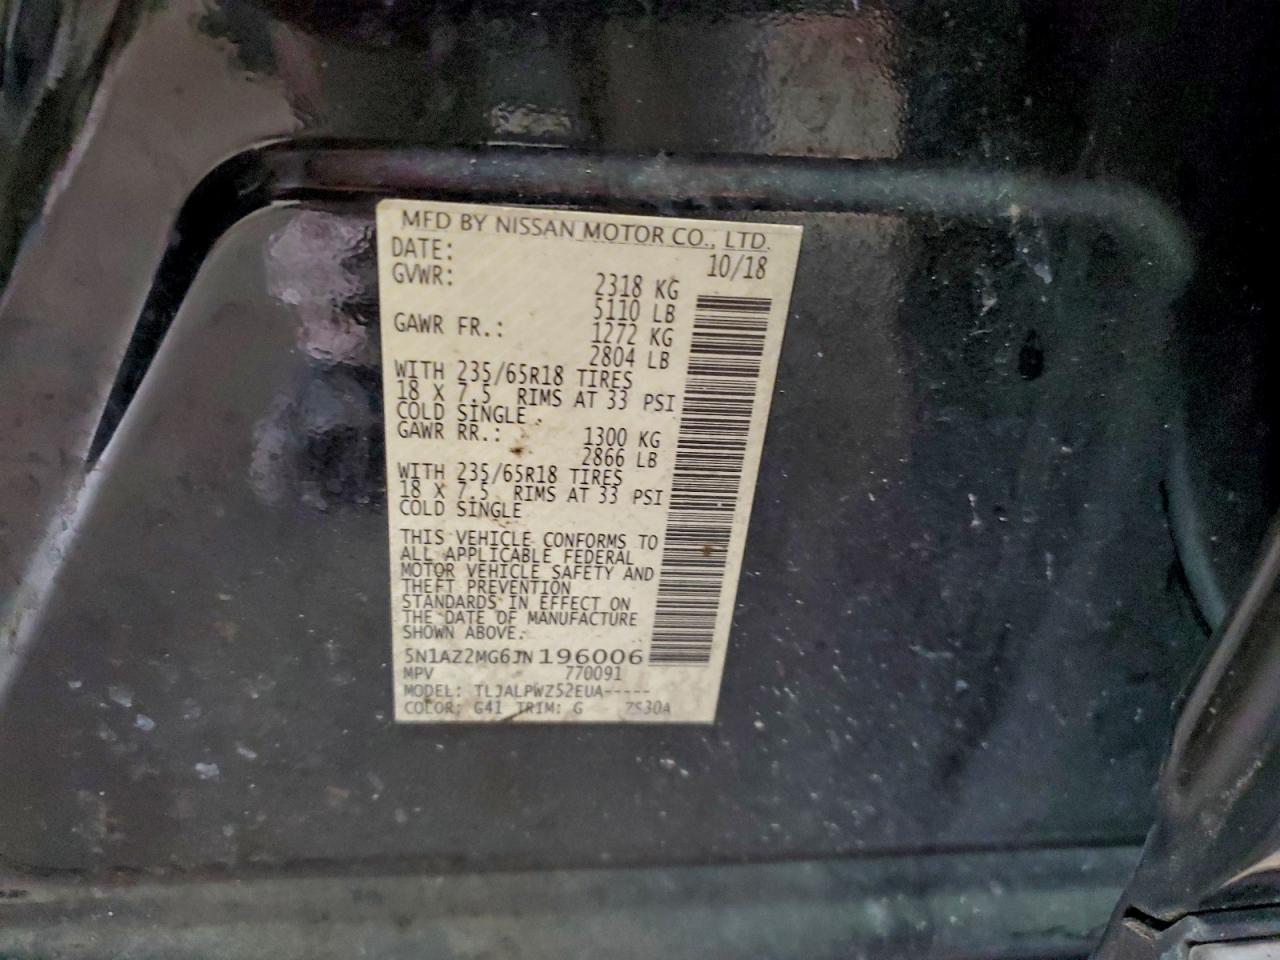 MFD BY NISSAN MOTOR CO., LTD.
DATE: 10/18
GVWR: 2318 KG
5110 LB
GAWR FR.: 1272 KG
2804 LB
WITH 235/65R18 TIRES
18 X 7.5 RIMS AT 33 PSI
COLD SINGLE.
GAWR RR.: 1300 KG
2866 LB
WITH 235/65R18 TIRES
18 X 7.5 RIMS AT 33 PSI
COLD SINGLE
THIS VEHICLE CONFORMS TO
ALL APPLICABLE FEDERAL
MOTOR VEHICLE SAFETY AND
THEFT PREVENTION
STANDARDS IN EFFECT ON
THE DATE OF MANUFACTURE
SHOWN ABOVE.
5N1AZ2MG6JN196006
MPV 770091
MODEL: TLJALPWZ52EUA-----
COLOR: G41 TRIM: G ZS30A